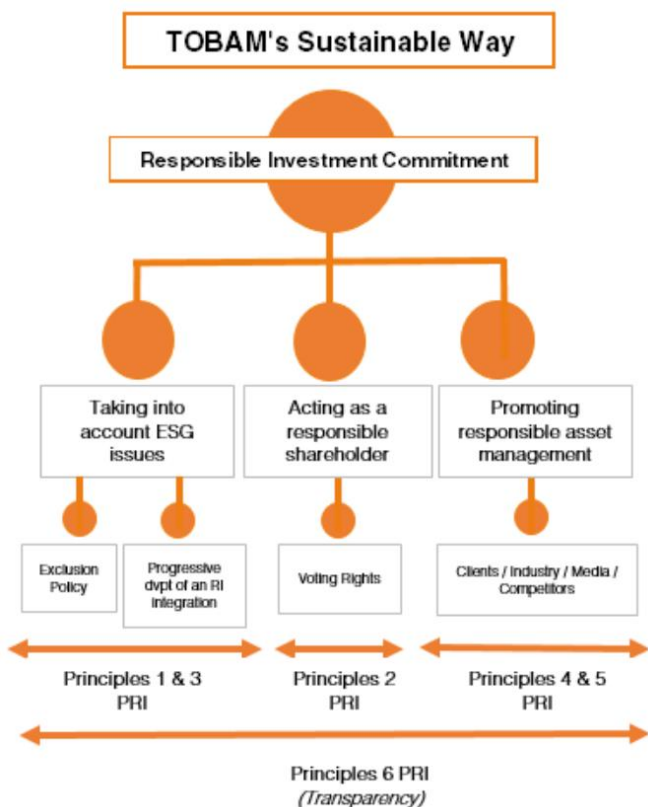 TOBAM's Sustainable Way
Responsible Investment Commitment
Taking into
account ESG
issues
Acting as a
responsible
shareholder
Promoting
responsible asset
management
Exclusion
Policy
Progressive
dvpt of an RI
integration
Voting Rights
Clients / Industry / Media /
Competitors
Principles 1 & 3
PRI
Principles 2
PRI
Principles 4 & 5
PRI
Principles 6 PRI
(Transparency)